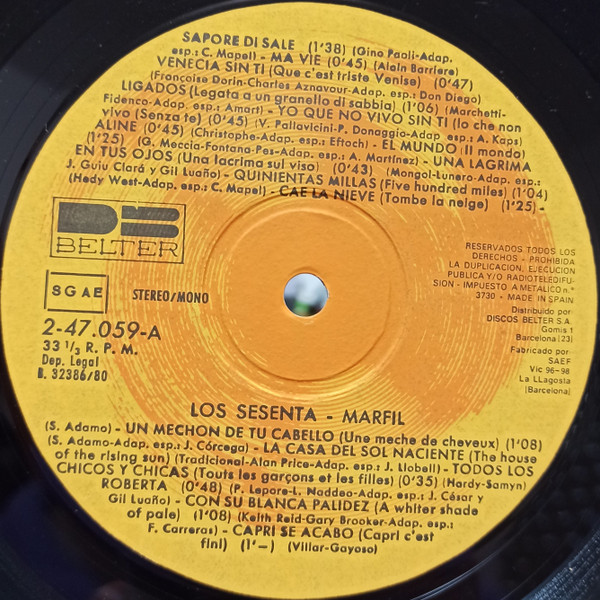 SAPORE DI SALE (1'38) (Gino Paoli-Adap.
esp.: C. Mapel) - MA VIE (0'45) (Alain Barriere)
VENECIA SIN TI (Que c'est triste Venise) (0'47)
(Francoise Dorin-Charles Aznavour-Adap. esp.: Don Diego)
LIGADOS (Legata a un granello di sabbia) (1'06) (Marchetti-
Fidenco-Adap. esp.: Amart) - YO QUE NO VIVO SIN TI (Io che non
vivo (Senza te) (0'45) (V. Pallavicini-P. Donaggio-Adap. esp.: A. Kaps)
ALINE (0'45) (Christophe-Adap. esp.: Eftoch) - EL MUNDO (Il mondo)
(1'25) (G. Meccia-Fontana-Pes-Adap. esp.: A. Martínez) - UNA LAGRIMA
EN TUS OJOS (Una lacrima sul viso) (0'43) (Mongol-Lunero-Adap. esp.:
J. Guiu Clará y Gil Luaño) - QUINIENTAS MILLAS (Five hundred miles) (1'04)
(Hedy West-Adap. esp.: C. Mapel) - CAE LA NIEVE (Tombe la neige) (1'25) -
DB
BELTER
SGAE
STEREO/MONO
2-47.059-A
33 1/3 R. P. M.
Dep. Legal
B. 32386/80
RESERVADOS TODOS LOS
DERECHOS - PROHIBIDA
LA DUPLICACION, EJECUCION
PUBLICA Y/O RADIOTELEDIFU-
SION - IMPUESTO A METALICO n.º
3730 - MADE IN SPAIN
Distribuido por
DISCOS BELTER S.A.
Gomis 1
Barcelona (23)
Fabricado por
SAEF
Vic 96-98
La LLagosta
(Barcelona)
LOS SESENTA - MARFIL
(S. Adamo) - UN MECHON DE TU CABELLO (Une meche de cheveux) (1'08)
(S. Adamo-Adap. esp.: J. Córcega) - LA CASA DEL SOL NACIENTE (The house
of the rising sun) (Tradicional-Alan Price-Adap. esp.: J. Llobell) - TODOS LOS
CHICOS Y CHICAS (Touts les garçons et les filles) (0'35) (Hardy-Samyn)
ROBERTA (0'48) (P. Lepore-L. Naddeo-Adap. esp.: J. César y
Gil Luaño) - CON SU BLANCA PALIDEZ (A whiter shade
of pale) (1'08) (Keith Reid-Gary Brooker-Adap. esp.:
F. Carreras) - CAPRI SE ACABO (Capri c'est
fini) (1'-) (Villar-Gayoso)